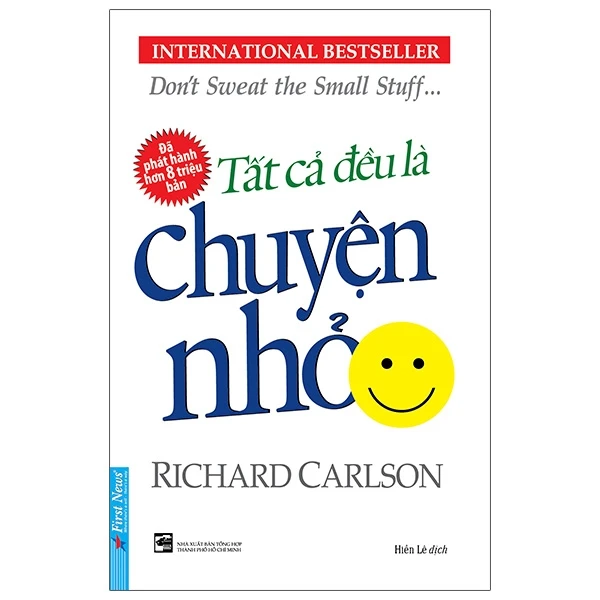 INTERNATIONAL BESTSELLER
Don't Sweat the Small Stuff...
Đã
phát hành
hơn 8 triệu
bản
Tất cả đều là
chuyện
nhỏ
RICHARD CARLSON
First News
NHÀ XUẤT BẢN TỔNG HỢP
THÀNH PHỐ HỒ CHÍ MINH
Hiền Lê dịch